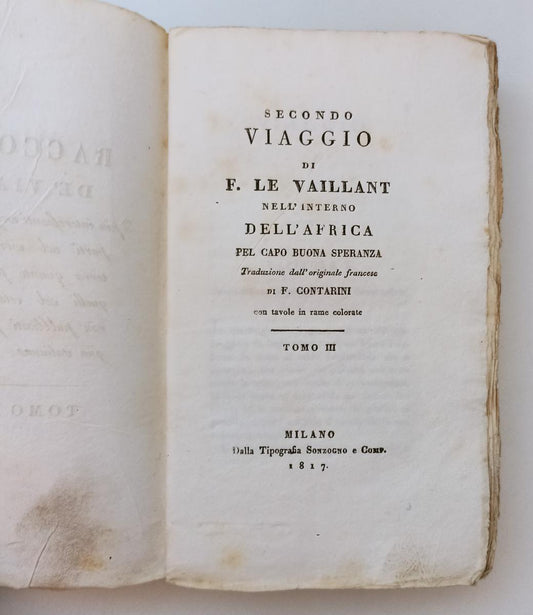 SECONDO
VIAGGIO
DI
F. LE VAILLANT
NELL'INTERNO
DELL'AFRICA
PEL CAPO BUONA SPERANZA
Traduzione dall'originale francese
DI F. CONTARINI
con tavole in rame colorate
TOMO III
MILANO
Dalla Tipografia SONZOGNO e COMP.
1817.